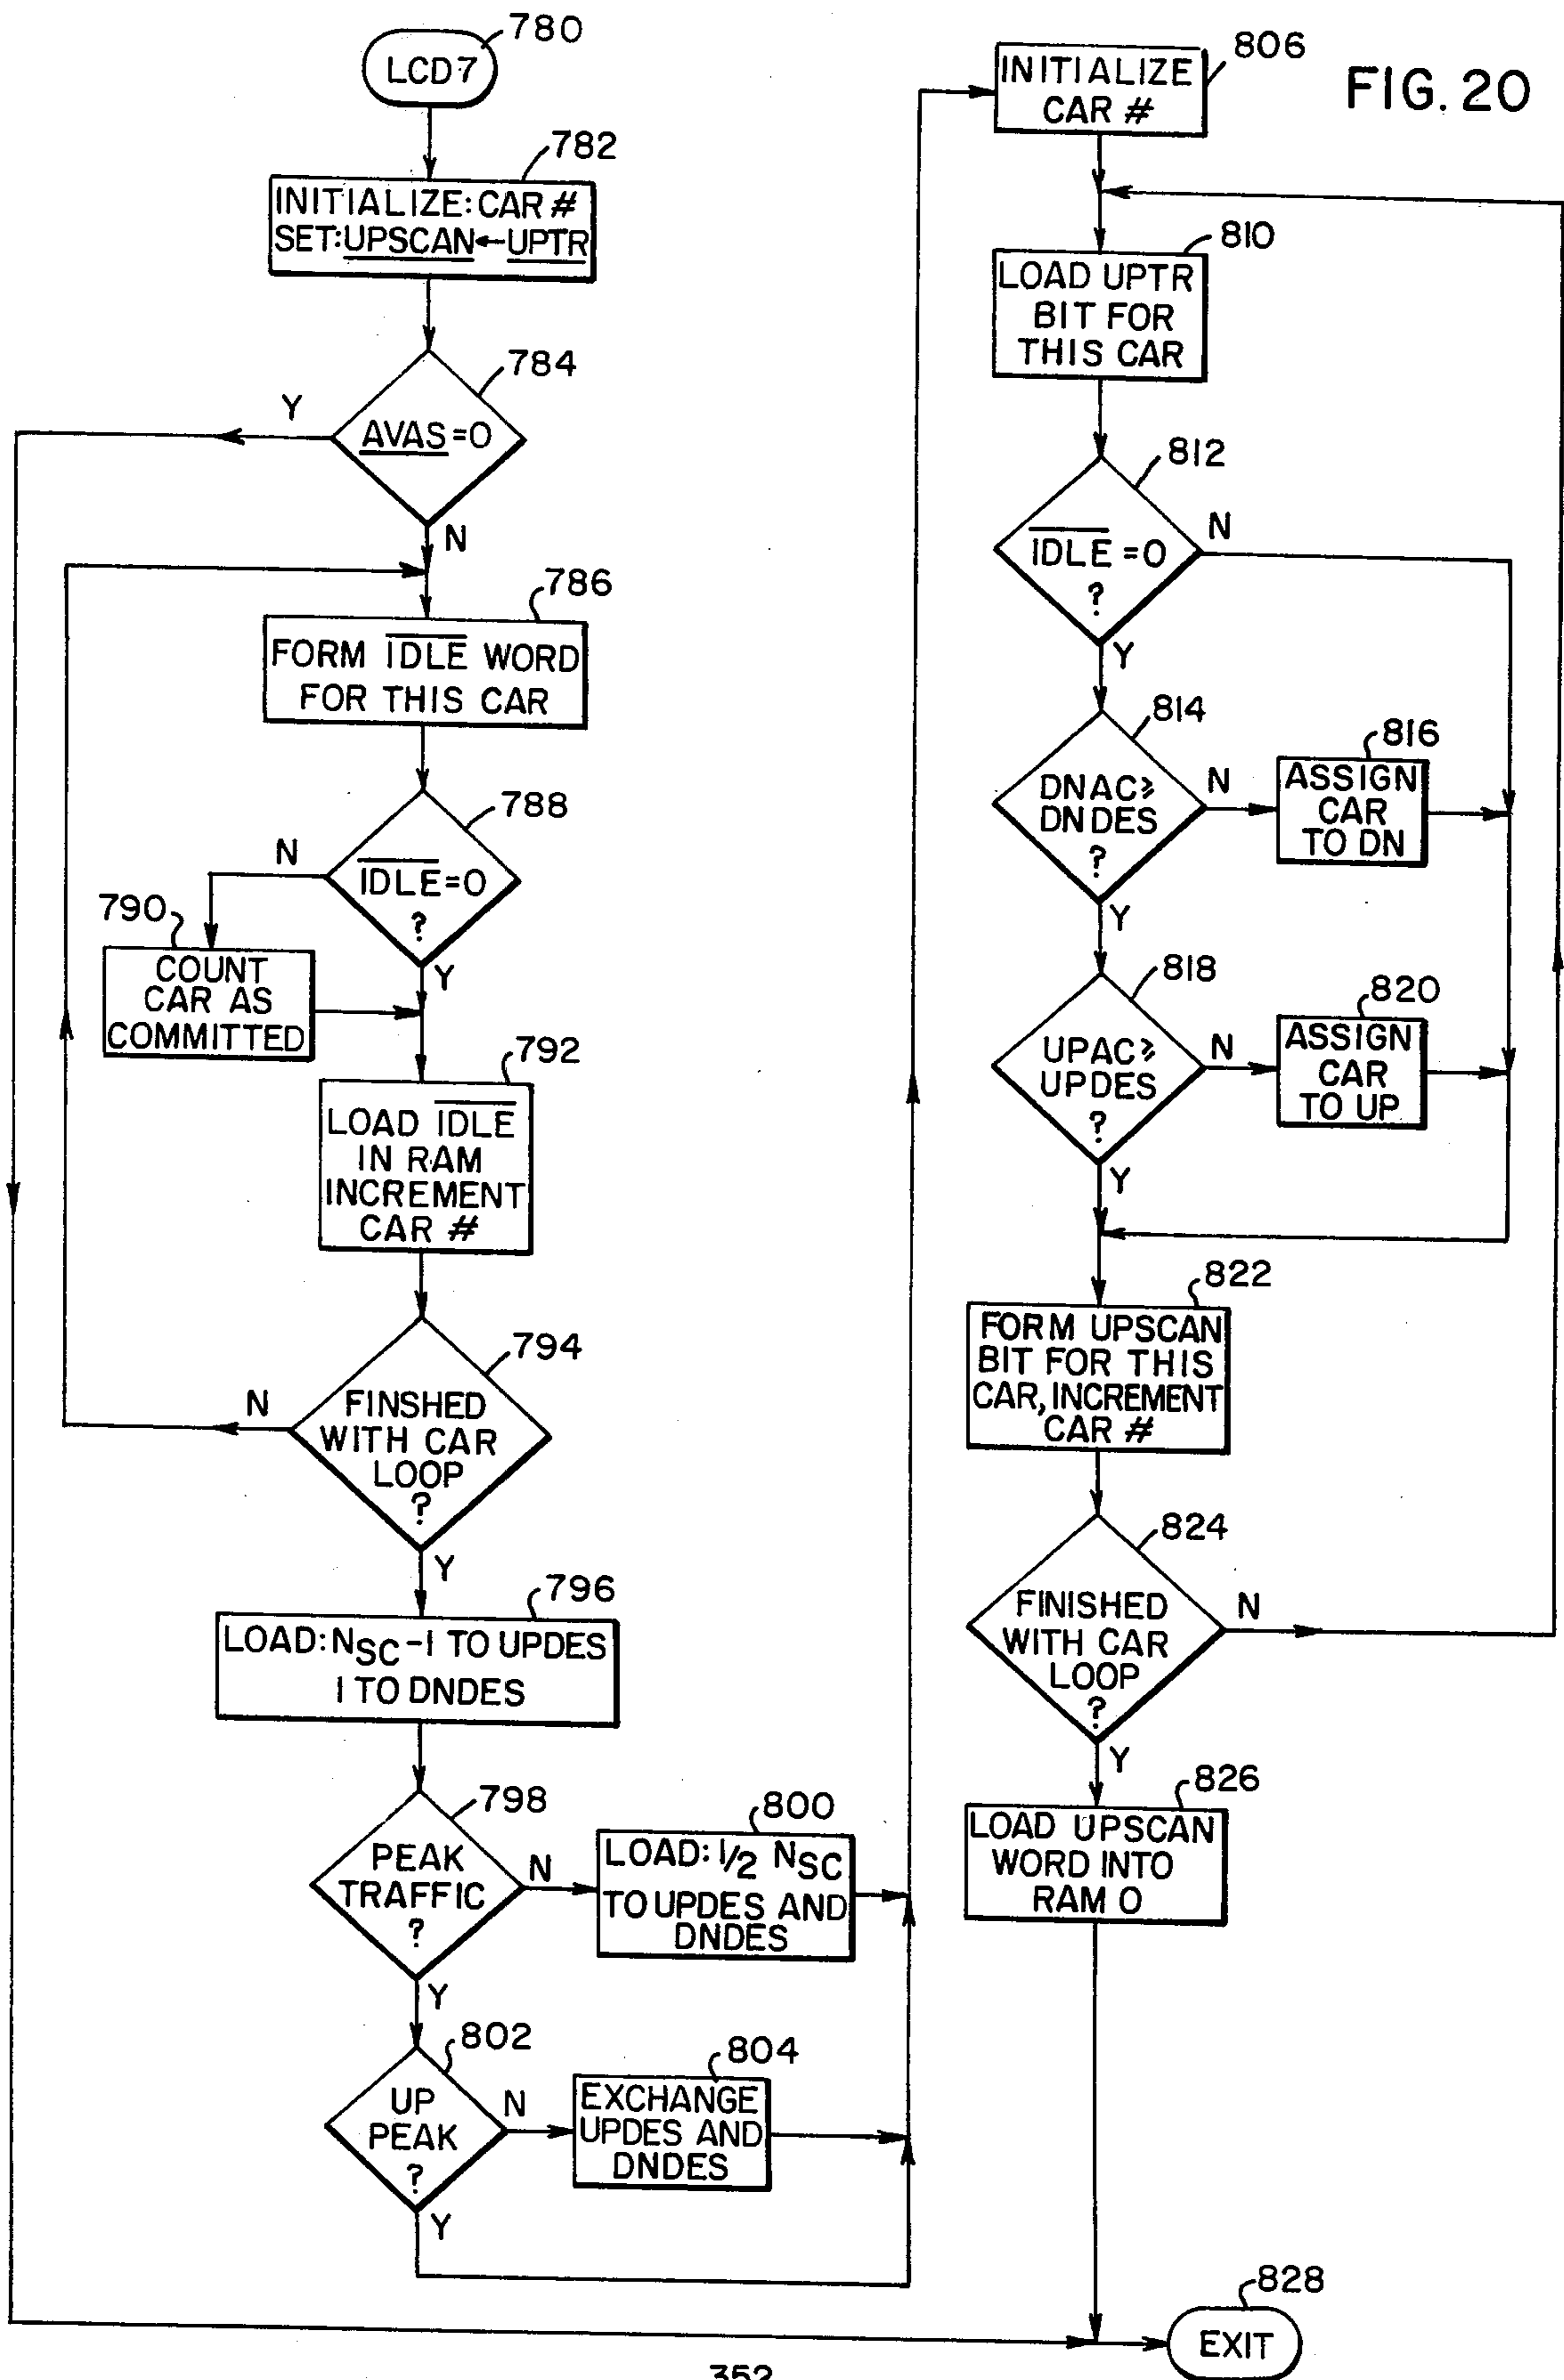 780
LCD7
782
INITIALIZE: CAR #
SET: UPSCAN←UPTR
784
AVAS=0
Y
N
786
FORM IDLE WORD
FOR THIS CAR
788
IDLE=0
?
N
Y
790
COUNT
CAR AS
COMMITTED
792
LOAD IDLE
IN RAM
INCREMENT
CAR #
794
FINSHED
WITH CAR
LOOP
?
N
Y
796
LOAD: NSC-1 TO UPDES
1 TO DNDES
798
PEAK
TRAFFIC
?
N
Y
800
LOAD: 1/2 NSC
TO UPDES AND
DNDES
802
UP
PEAK
?
N
Y
804
EXCHANGE
UPDES AND
DNDES
806
INITIALIZE
CAR #
FIG. 20
810
LOAD UPTR
BIT FOR
THIS CAR
812
IDLE=0
?
N
Y
814
DNAC≥
DNDES
?
N
Y
816
ASSIGN
CAR
TO DN
818
UPAC≥
UPDES
?
N
Y
820
ASSIGN
CAR
TO UP
822
FORM UPSCAN
BIT FOR THIS
CAR, INCREMENT
CAR #
824
FINISHED
WITH CAR
LOOP
?
N
Y
826
LOAD UPSCAN
WORD INTO
RAM 0
828
EXIT
352